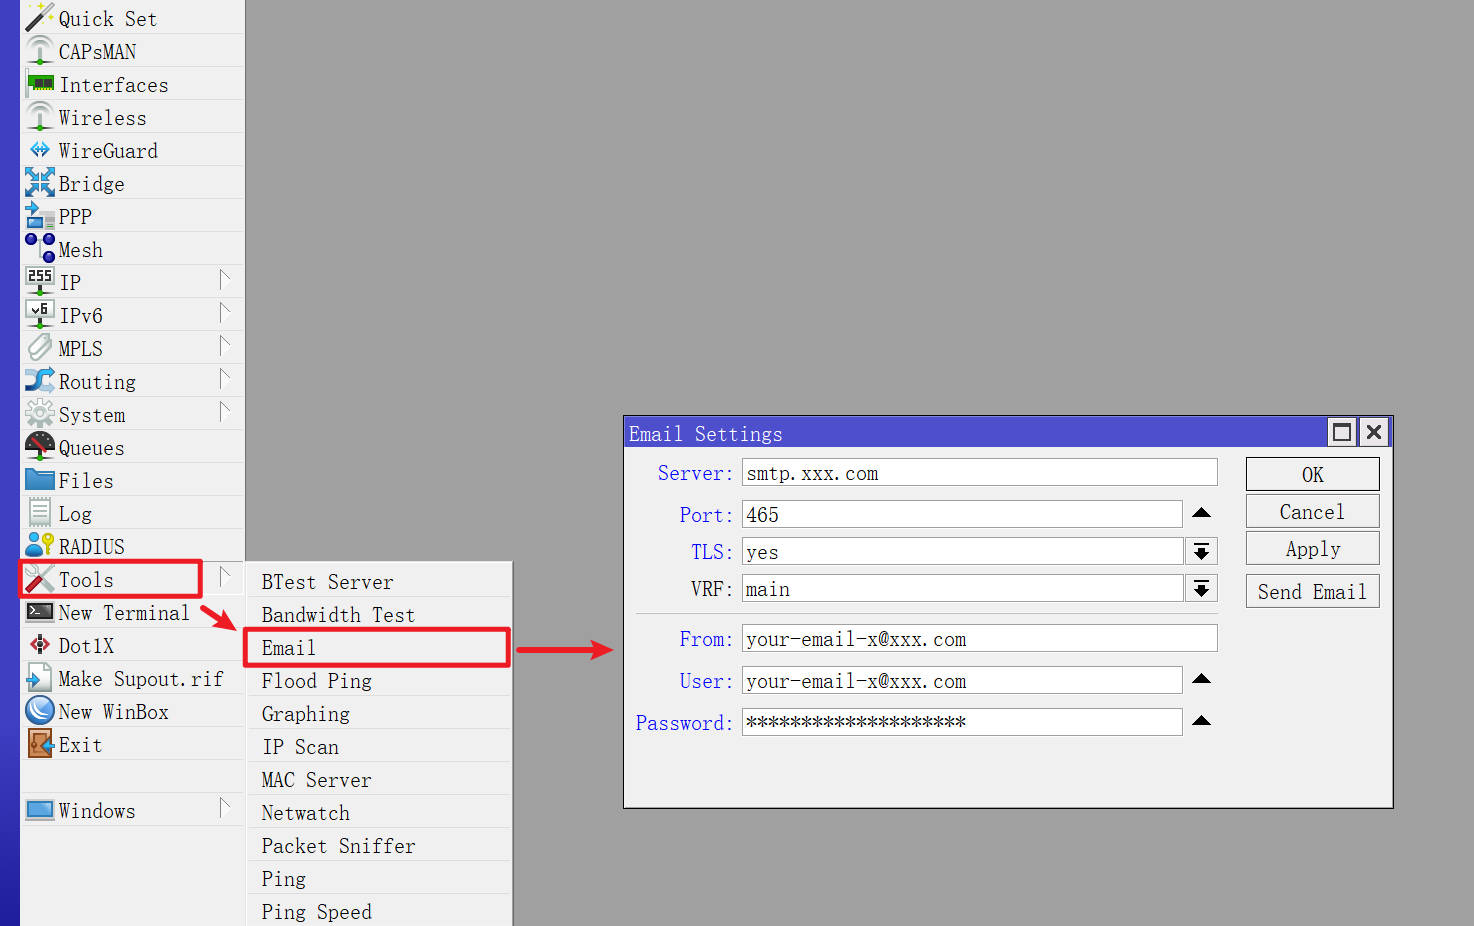 Quick Set
CAPsMAN
Interfaces
Wireless
WireGuard
Bridge
PPP
Mesh
255 IP
v6 IPv6
MPLS
Routing
System
Queues
Files
Log
RADIUS
Tools
New Terminal
Dot1X
Make Supout.rif
New WinBox
Exit
Windows
BTest Server
Bandwidth Test
Email
Flood Ping
Graphing
IP Scan
MAC Server
Netwatch
Packet Sniffer
Ping
Ping Speed
Email Settings
Server: smtp.xxx.com
Port: 465
TLS: yes
VRF: main
From: your-email-x@xxx.com
User: your-email-x@xxx.com
Password: ********************
OK
Cancel
Apply
Send Email